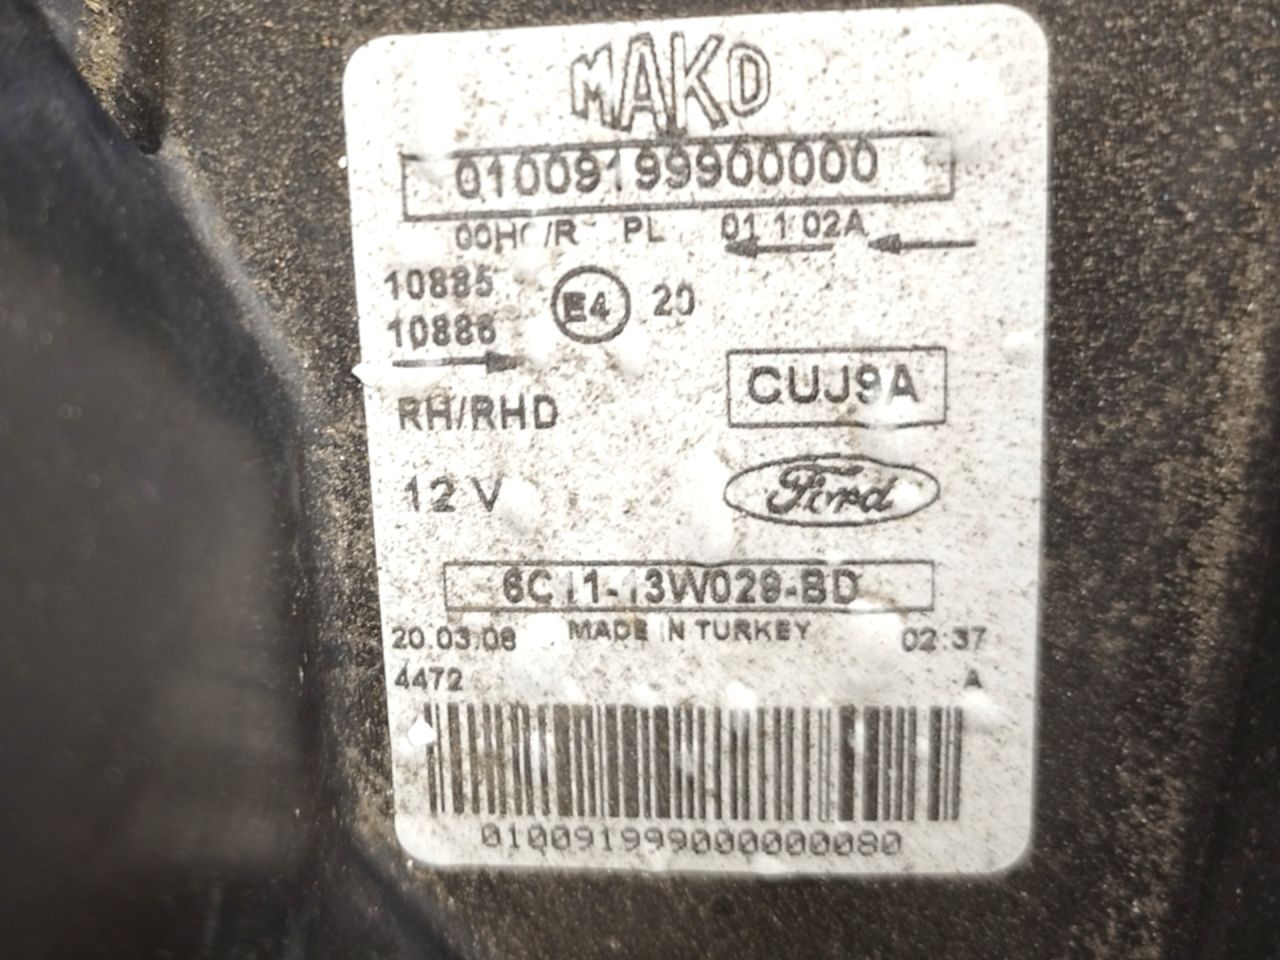 MAKO
01009199900000
PL 01 1 02A
10885
10886
E4 20
CUJ9A
RH/RHD
12 V
Ford
6C11-13W029-BD
20.03.08 MADE IN TURKEY 02:37
4472 A
010091999000000080